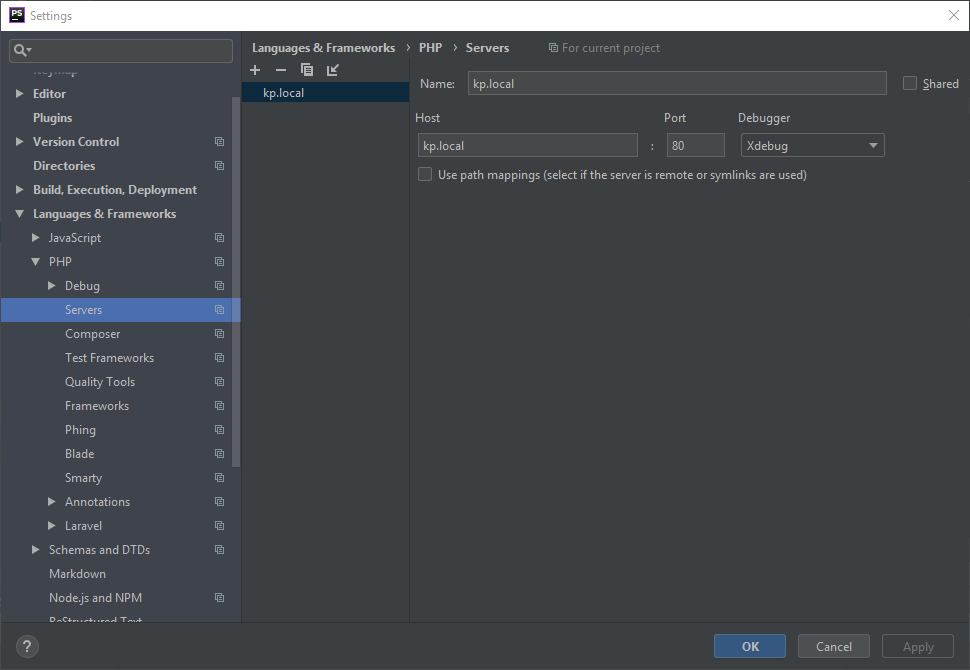 PS Settings
Languages & Frameworks › PHP › Servers For current project
Keymap
Editor
Plugins
Version Control
Directories
Build, Execution, Deployment
Languages & Frameworks
JavaScript
PHP
Debug
Servers
Composer
Test Frameworks
Quality Tools
Frameworks
Phing
Blade
Smarty
Annotations
Laravel
Schemas and DTDs
Markdown
Node.js and NPM
ReStructured Text
kp.local
Name: kp.local Shared
Host Port Debugger
kp.local : 80 Xdebug
Use path mappings (select if the server is remote or symlinks are used)
? OK Cancel Apply